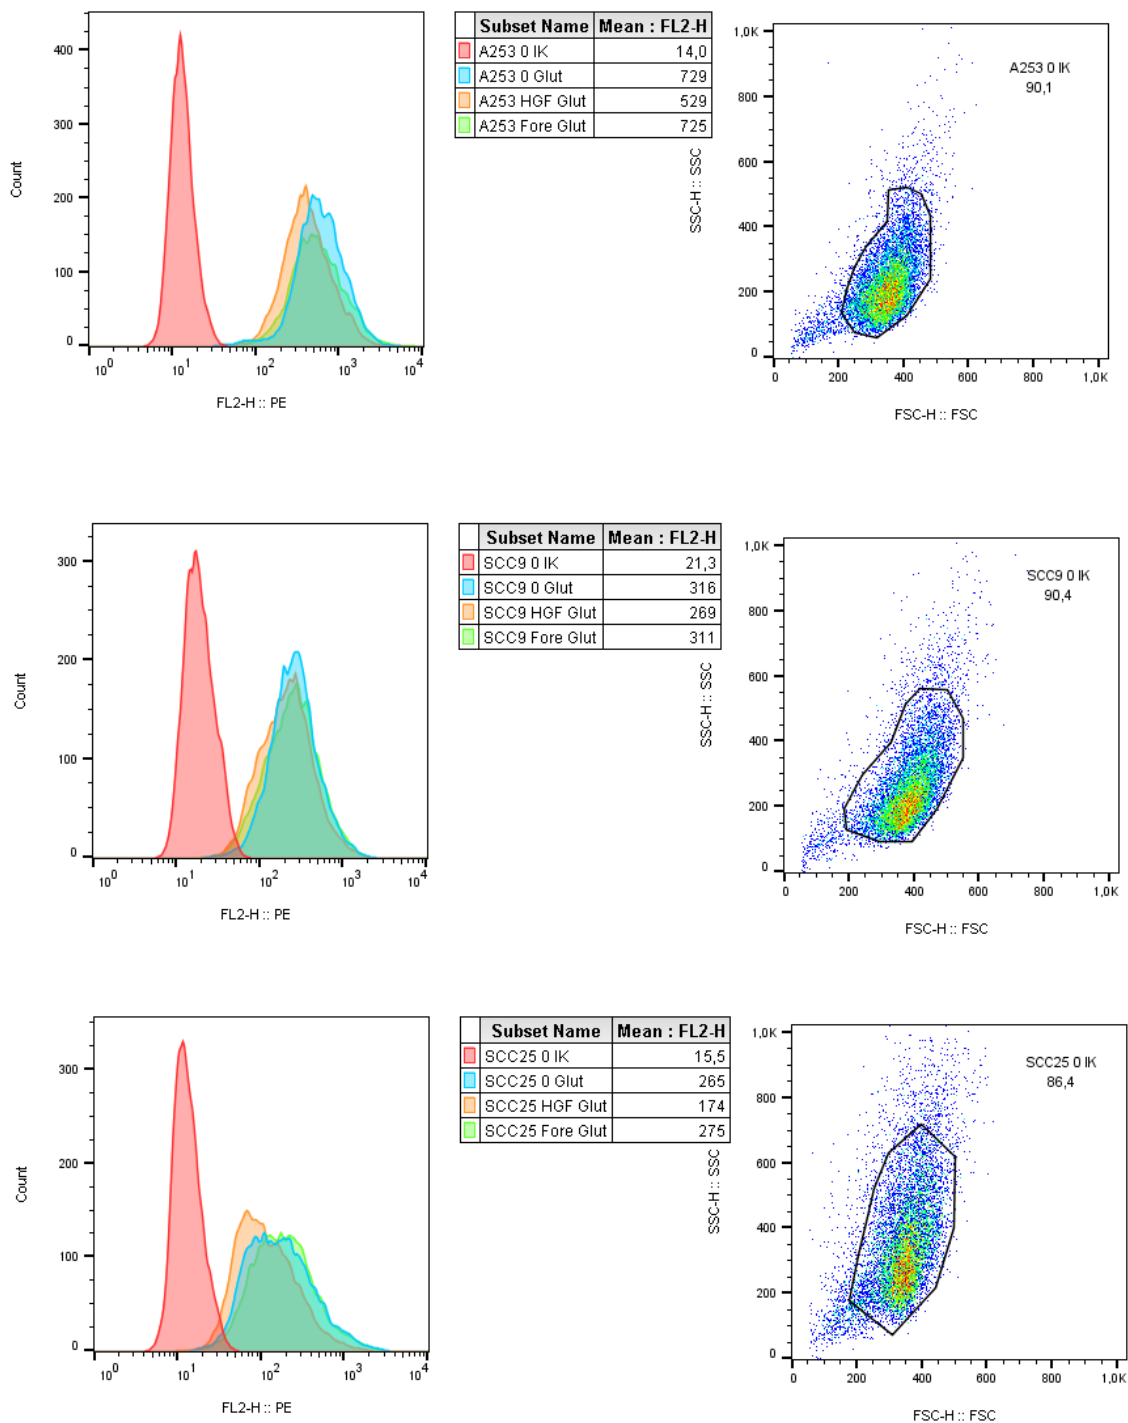 Subset Name Mean : FL2-H
A253 0 IK 14,0
A253 0 Glut 729
A253 HGF Glut 529
A253 Fore Glut 725
400
300
200
100
0
Count
10^0 10^1 10^2 10^3 10^4
FL2-H :: PE
A253 0 IK
90,1
1,0K
800
600
400
200
0
SSC-H :: SSC
0 200 400 600 800 1,0K
FSC-H :: FSC
Subset Name Mean : FL2-H
SCC9 0 IK 21,3
SCC9 0 Glut 316
SCC9 HGF Glut 269
SCC9 Fore Glut 311
300
200
100
0
Count
10^0 10^1 10^2 10^3 10^4
FL2-H :: PE
SCC9 0 IK
90,4
1,0K
800
600
400
200
0
SSC-H :: SSC
0 200 400 600 800 1,0K
FSC-H :: FSC
Subset Name Mean : FL2-H
SCC25 0 IK 15,5
SCC25 0 Glut 265
SCC25 HGF Glut 174
SCC25 Fore Glut 275
300
200
100
0
Count
10^0 10^1 10^2 10^3 10^4
FL2-H :: PE
SCC25 0 IK
86,4
1,0K
800
600
400
200
0
SSC-H :: SSC
0 200 400 600 800 1,0K
FSC-H :: FSC